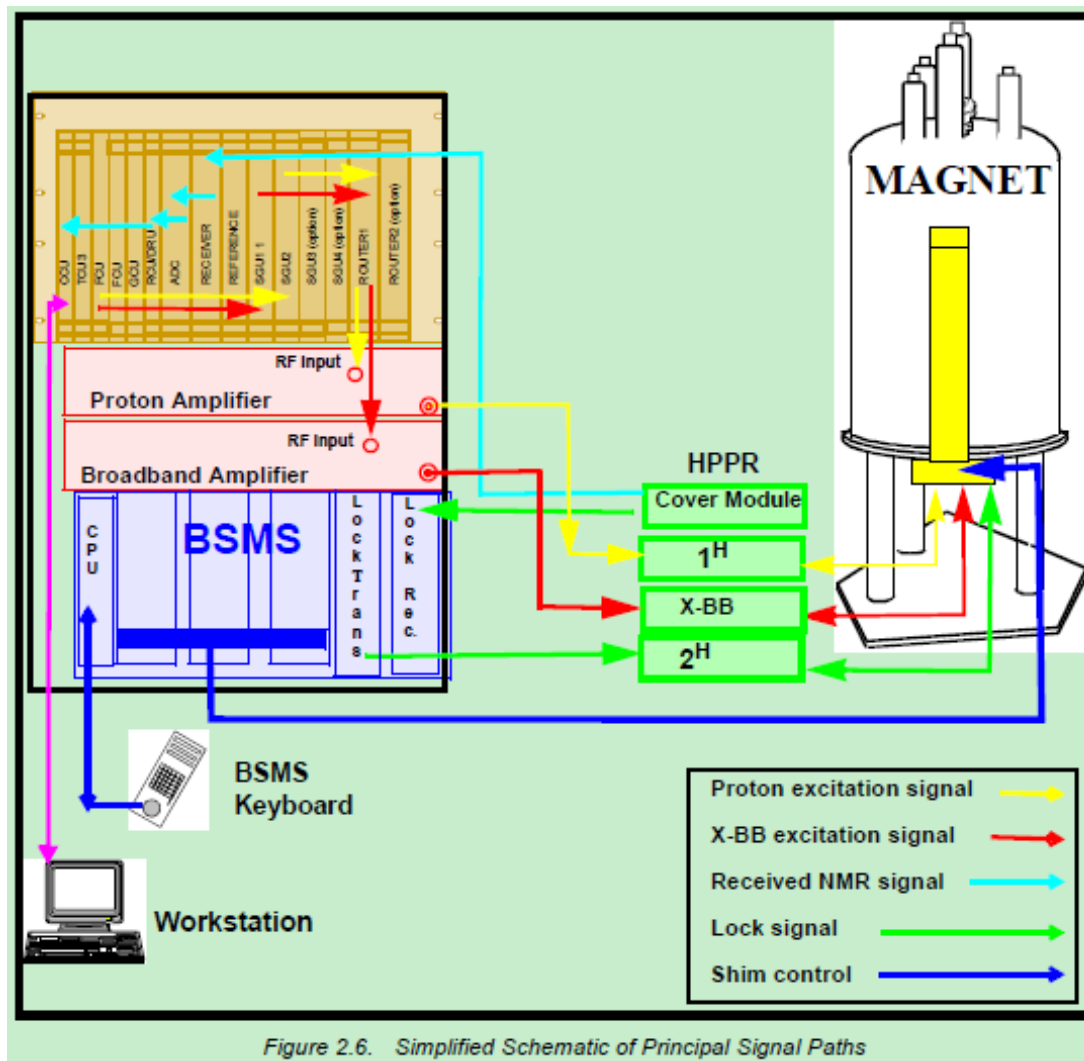 MAGNET
CCU
TCU3
FCU
FCU
GCU
RCU/DRU
ADC
RECEIVER
REFERENCE
SGU1 1
SGU2
SGU3 (option)
SGU4 (option)
ROUTER1
ROUTER2 (option)
RF Input
Proton Amplifier
RF Input
Broadband Amplifier
HPPR
Cover Module
1H
X-BB
2H
CPU
BSMS
Lock Trans
Lock Rec.
BSMS
Keyboard
Workstation
Proton excitation signal
X-BB excitation signal
Received NMR signal
Lock signal
Shim control
Figure 2.6. Simplified Schematic of Principal Signal Paths